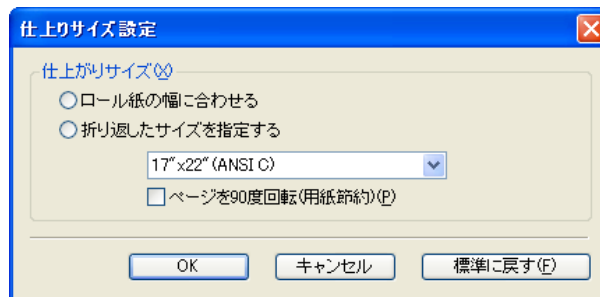 仕上りサイズ設定
仕上がりサイズ(X)
ロール紙の幅に合わせる
折り返したサイズを指定する
17"x22"(ANSI C)
ページを90度回転(用紙節約)(P)
OK
キャンセル
標準に戻す(F)